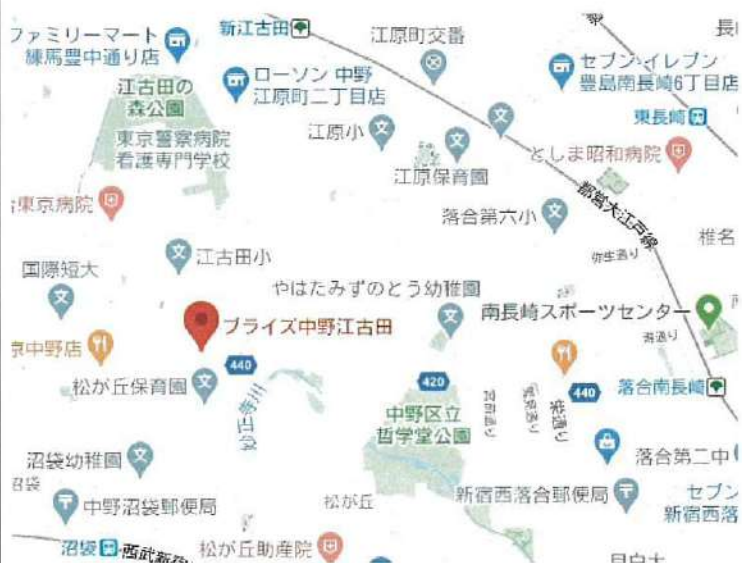 ファミリーマート
練馬豊中通り店
新江古田
江原町交番
江古田の
森公園
ローソン 中野
江原町二丁目店
セブン-イレブン
豊島南長崎6丁目店
東長崎
東京警察病院
看護専門学校
江原小
江原保育園
としま昭和病院
東京病院
落合第六小
都営大江戸線
椎名
弥生通り
江古田小
国際短大
やはたみずのとう幼稚園
南長崎スポーツセンター
プライズ中野江古田
京中野店
440
松が丘保育園
妙正寺川
420
中野区立
哲学堂公園
440
栄通り
落合南長崎
沼袋幼稚園
沼袋
中野沼袋郵便局
松が丘
落合第二中
新宿西落合郵便局
セブン
新宿西落
沼袋
西武新宿
松が丘助産院
目白大